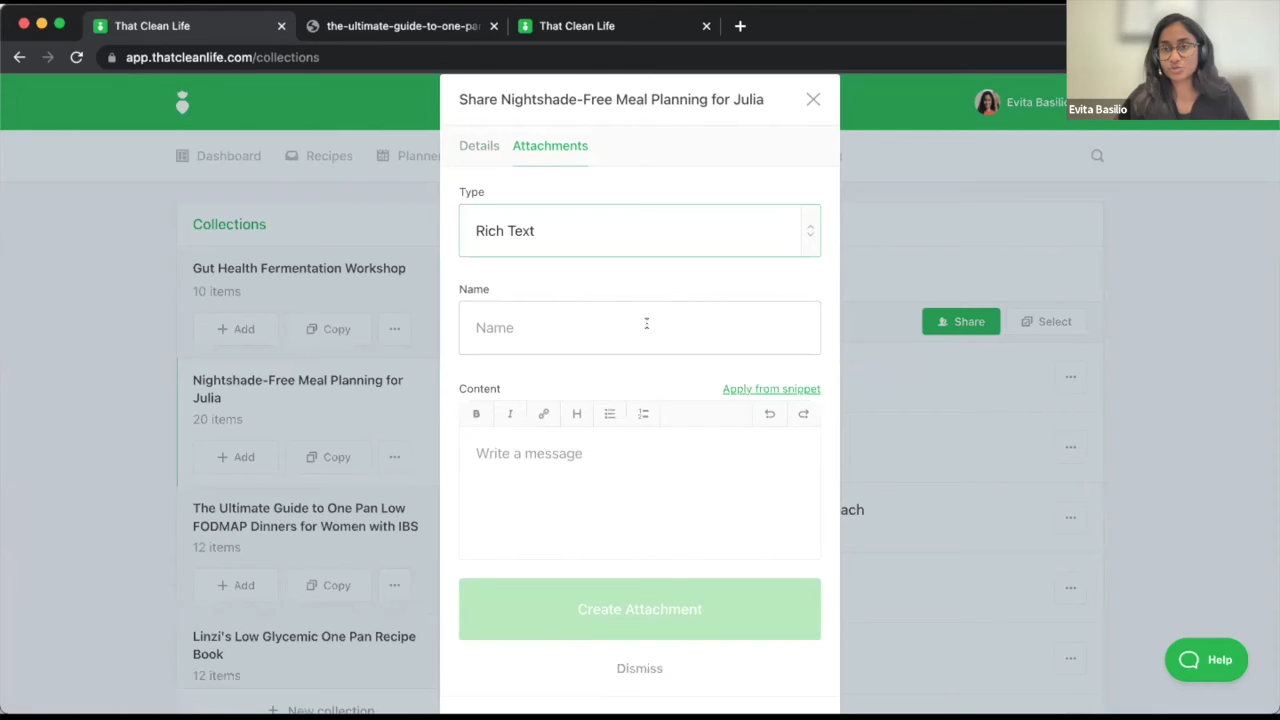 That Clean Life
the-ultimate-guide-to-one-pa
That Clean Life
app.thatcleanlife.com/collections
Evita Basilio
Evita Basili
Share Nightshade-Free Meal Planning for Julia
Dashboard
Recipes
Planner
Details
Attachments
Type
Rich Text
Name
Name
Content
Apply from snippet
B
I
H
Write a message
Create Attachment
Dismiss
Collections
Gut Health Fermentation Workshop
10 items
+ Add
Copy
Nightshade-Free Meal Planning for
Julia
20 items
+ Add
Copy
The Ultimate Guide to One Pan Low
FODMAP Dinners for Women with IBS
12 items
+ Add
Copy
Linzi's Low Glycemic One Pan Recipe
Book
12 items
+ New collection
Share
Select
ach
Help